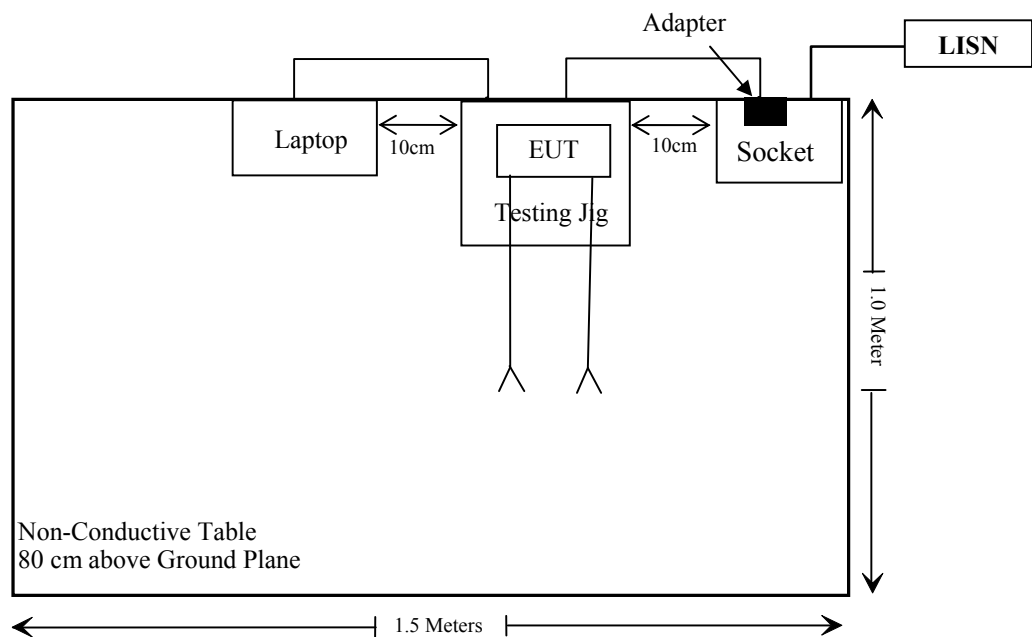 Adapter
LISN
Laptop
10cm
EUT
10cm
Socket
Testing Jig
1.0 Meter
Non-Conductive Table
80 cm above Ground Plane
1.5 Meters